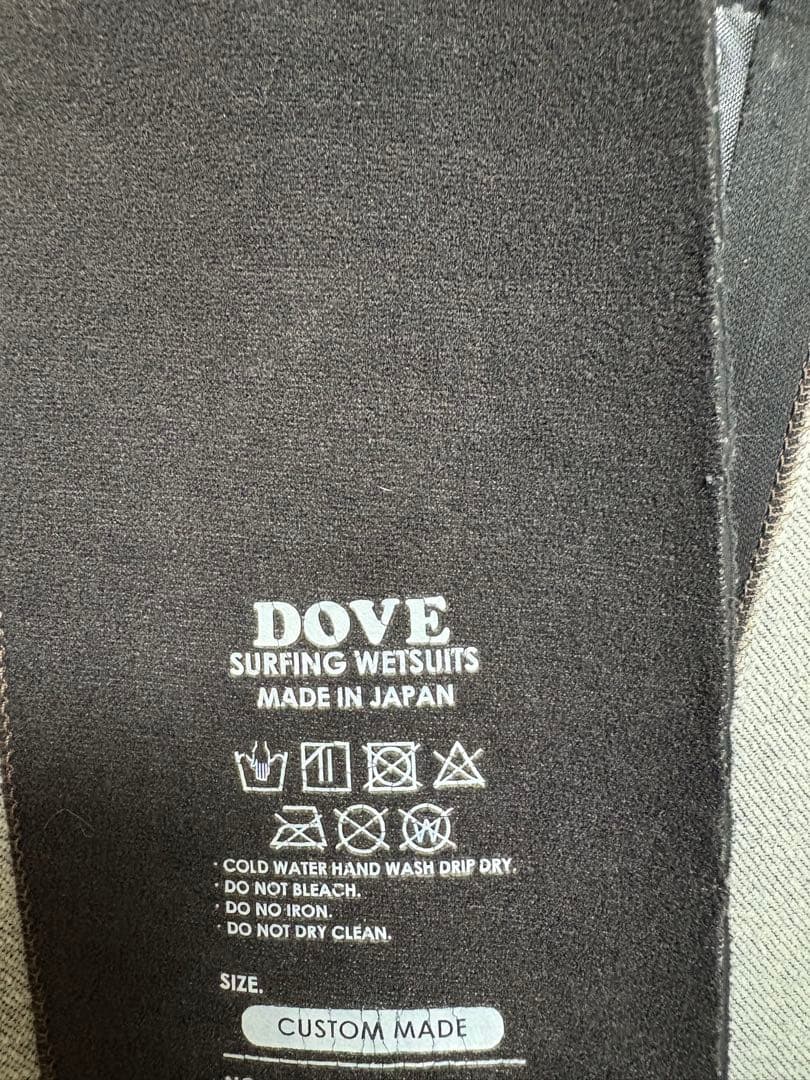 DOVE
SURFING WETSUITS
MADE IN JAPAN
W
· COLD WATER HAND WASH DRIP DRY.
· DO NOT BLEACH.
· DO NO IRON.
· DO NOT DRY CLEAN.
SIZE.
CUSTOM MADE